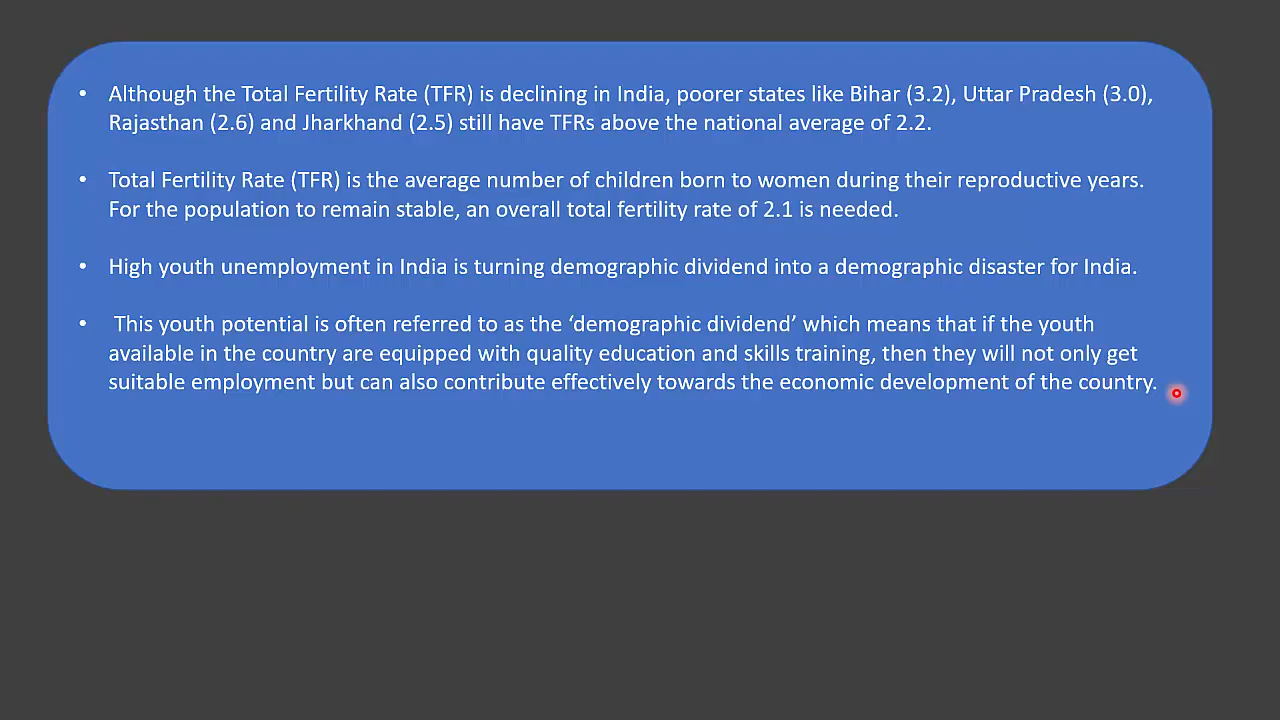 • Although the Total Fertility Rate (TFR) is declining in India, poorer states like Bihar (3.2), Uttar Pradesh (3.0),
Rajasthan (2.6) and Jharkhand (2.5) still have TFRs above the national average of 2.2.
• Total Fertility Rate (TFR) is the average number of children born to women during their reproductive years.
For the population to remain stable, an overall total fertility rate of 2.1 is needed.
• High youth unemployment in India is turning demographic dividend into a demographic disaster for India.
• This youth potential is often referred to as the ‘demographic dividend’ which means that if the youth
available in the country are equipped with quality education and skills training, then they will not only get
suitable employment but can also contribute effectively towards the economic development of the country.